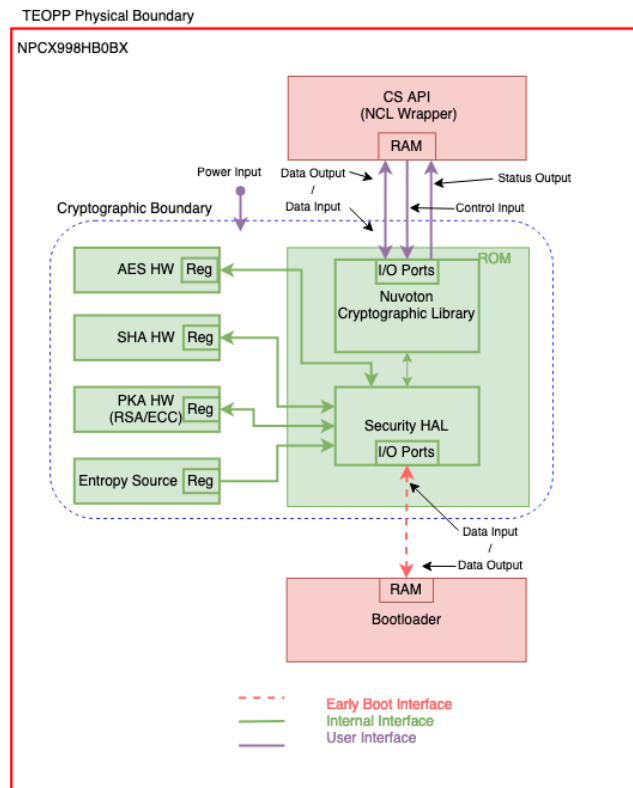 TEOPP Physical Boundary
NPCX998HB0BX
CS API
(NCL Wrapper)
RAM
Power Input
Data Output
/
Data Input
Status Output
Control Input
Cryptographic Boundary
ROM
AES HW
Reg
I/O Ports
Nuvoton
Cryptographic Library
SHA HW
Reg
PKA HW
(RSA/ECC)
Reg
Security HAL
I/O Ports
Entropy Source
Reg
Data Input
/
Data Output
RAM
Bootloader
Early Boot Interface
Internal Interface
User Interface